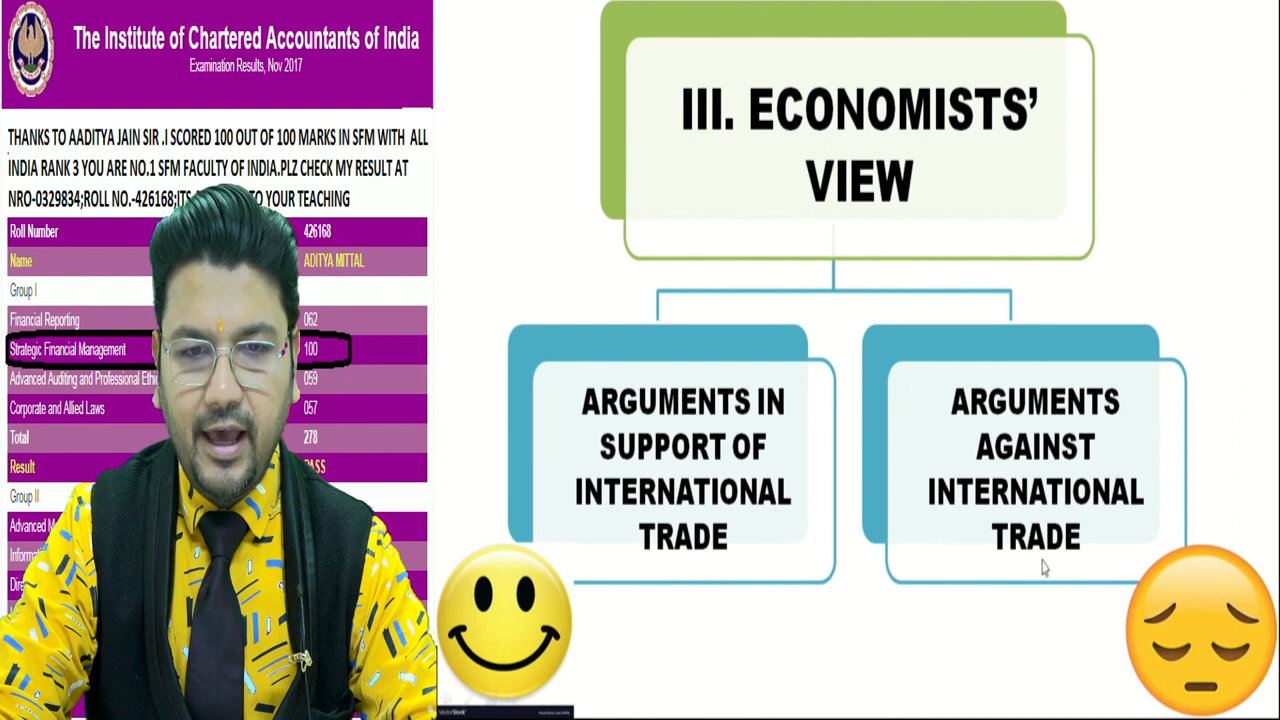 The Institute of Chartered Accountants of India
Examination Results, Nov 2017
THANKS TO AADITYA JAIN SIR .I SCORED 100 OUT OF 100 MARKS IN SFM WITH ALL
INDIA RANK 3 YOU ARE NO.1 SFM FACULTY OF INDIA.PLZ CHECK MY RESULT AT
NRO-0329834;ROLL NO.-426168;ITS TO YOUR TEACHING
Roll Number 426168
Name ADITYA MITTAL
Group I
Financial Reporting 062
Strategic Financial Management 100
Advanced Auditing and Professional 059
Corporate and Allied Laws 057
Total 278
Result PASS
Group II
Advanced
III. ECONOMISTS’
VIEW
ARGUMENTS IN
SUPPORT OF
INTERNATIONAL
TRADE
ARGUMENTS
AGAINST
INTERNATIONAL
TRADE
VectorStock